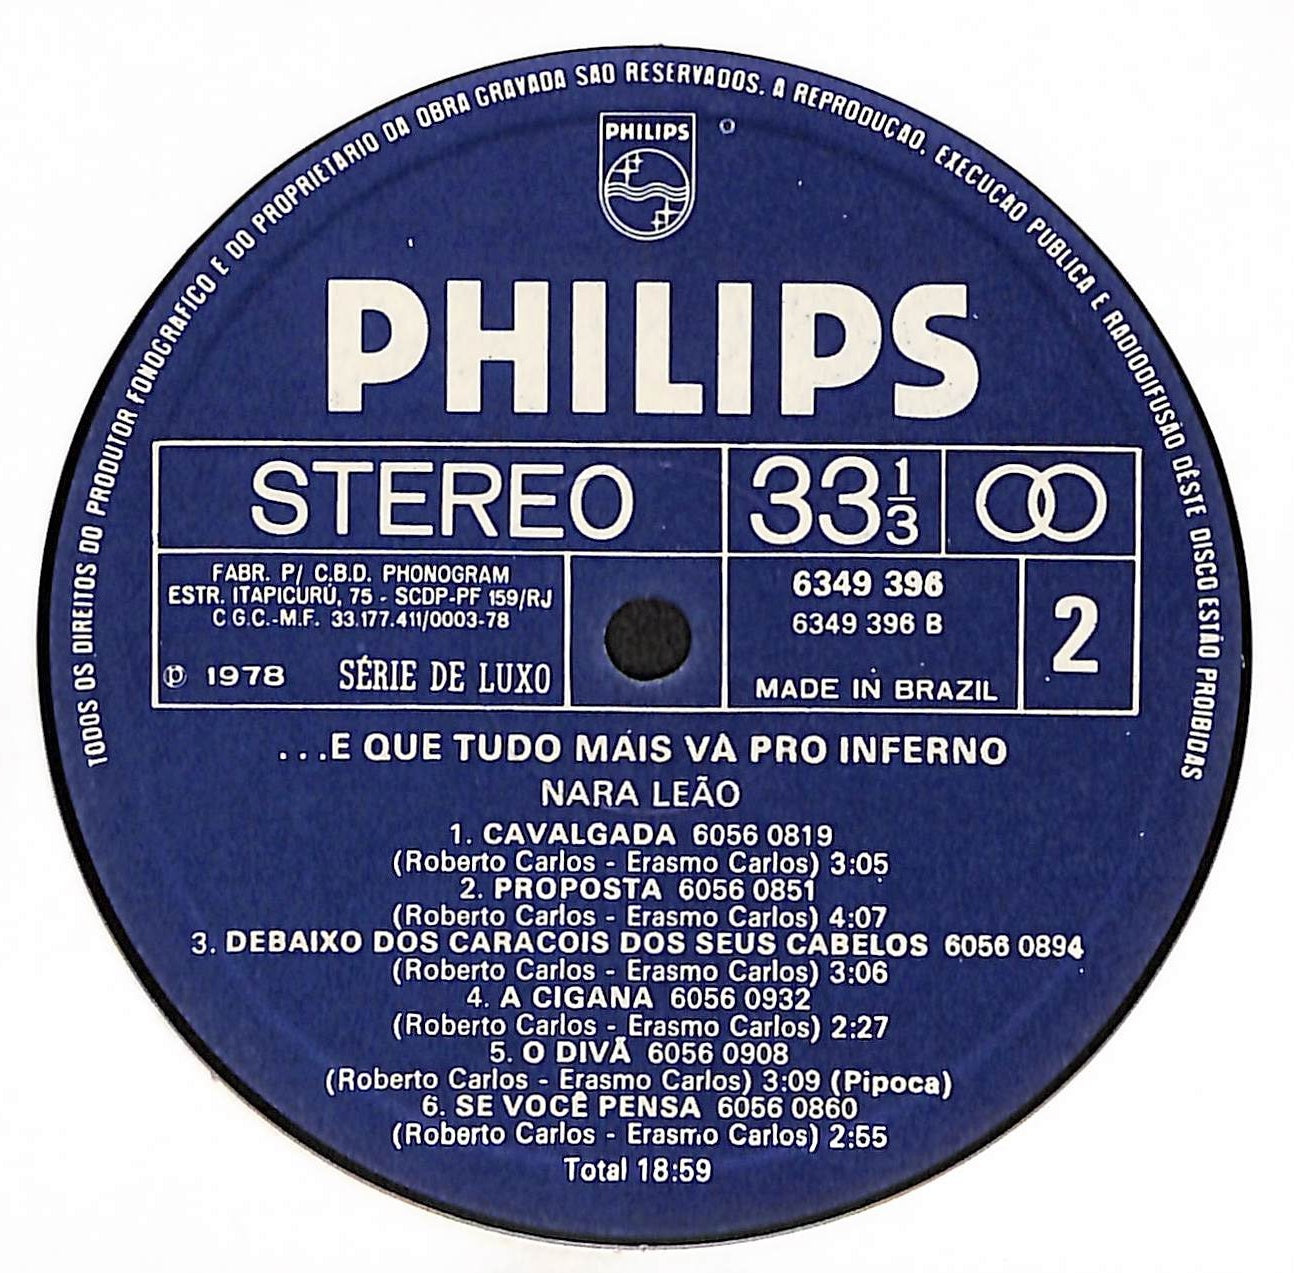 TODOS OS DIREITOS DO PRODUTOR FONOGRAFICO E DO PROPRIETARIO DA OBRA GRAVADA SAO RESERVADOS. A REPRODUÇAO. EXECUÇAO PUBLICA E RADIODIFUSÃO DÊSTE DISCO ESTÃO PROIBIDAS
PHILIPS
PHILIPS
STEREO 33 1/3
FABR. P/ C.B.D. PHONOGRAM
ESTR. ITAPICURÚ, 75 - SCDP-PF 159/RJ
C G.C.-M.F. 33.177.411/0003-78
℗ 1978 SÉRIE DE LUXO
6349 396
6349 396 B
MADE IN BRAZIL
2
...E QUE TUDO MAIS VÁ PRO INFERNO
NARA LEÃO
1. CAVALGADA 6056 0819
(Roberto Carlos - Erasmo Carlos) 3:05
2. PROPOSTA 6056 0851
(Roberto Carlos - Erasmo Carlos) 4:07
3. DEBAIXO DOS CARACOIS DOS SEUS CABELOS 6056 0894
(Roberto Carlos - Erasmo Carlos) 3:06
4. A CIGANA 6056 0932
(Roberto Carlos - Erasmo Carlos) 2:27
5. O DIVÃ 6056 0908
(Roberto Carlos - Erasmo Carlos) 3:09 (Pipoca)
6. SE VOCÊ PENSA 6056 0860
(Roberto Carlos - Erasmo Carlos) 2:55
Total 18:59